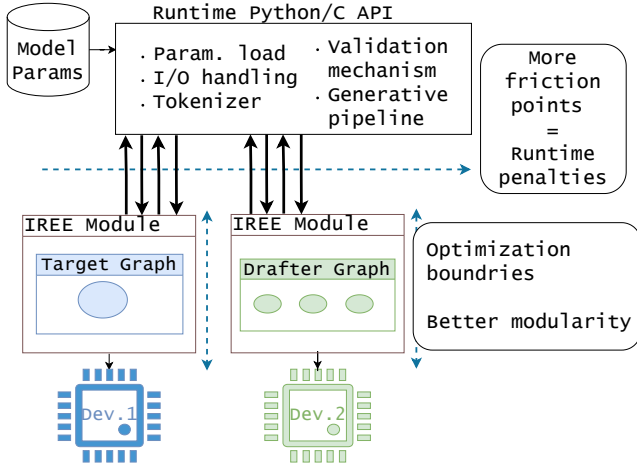 Runtime Python/C API
Model
Params
· Param. load
· I/O handling
· Tokenizer
· Validation
mechanism
· Generative
pipeline
More
friction
points
=
Runtime
penalties
IREE Module
Target Graph
IREE Module
Drafter Graph
Optimization
boundries
Better modularity
Dev.1
Dev.2